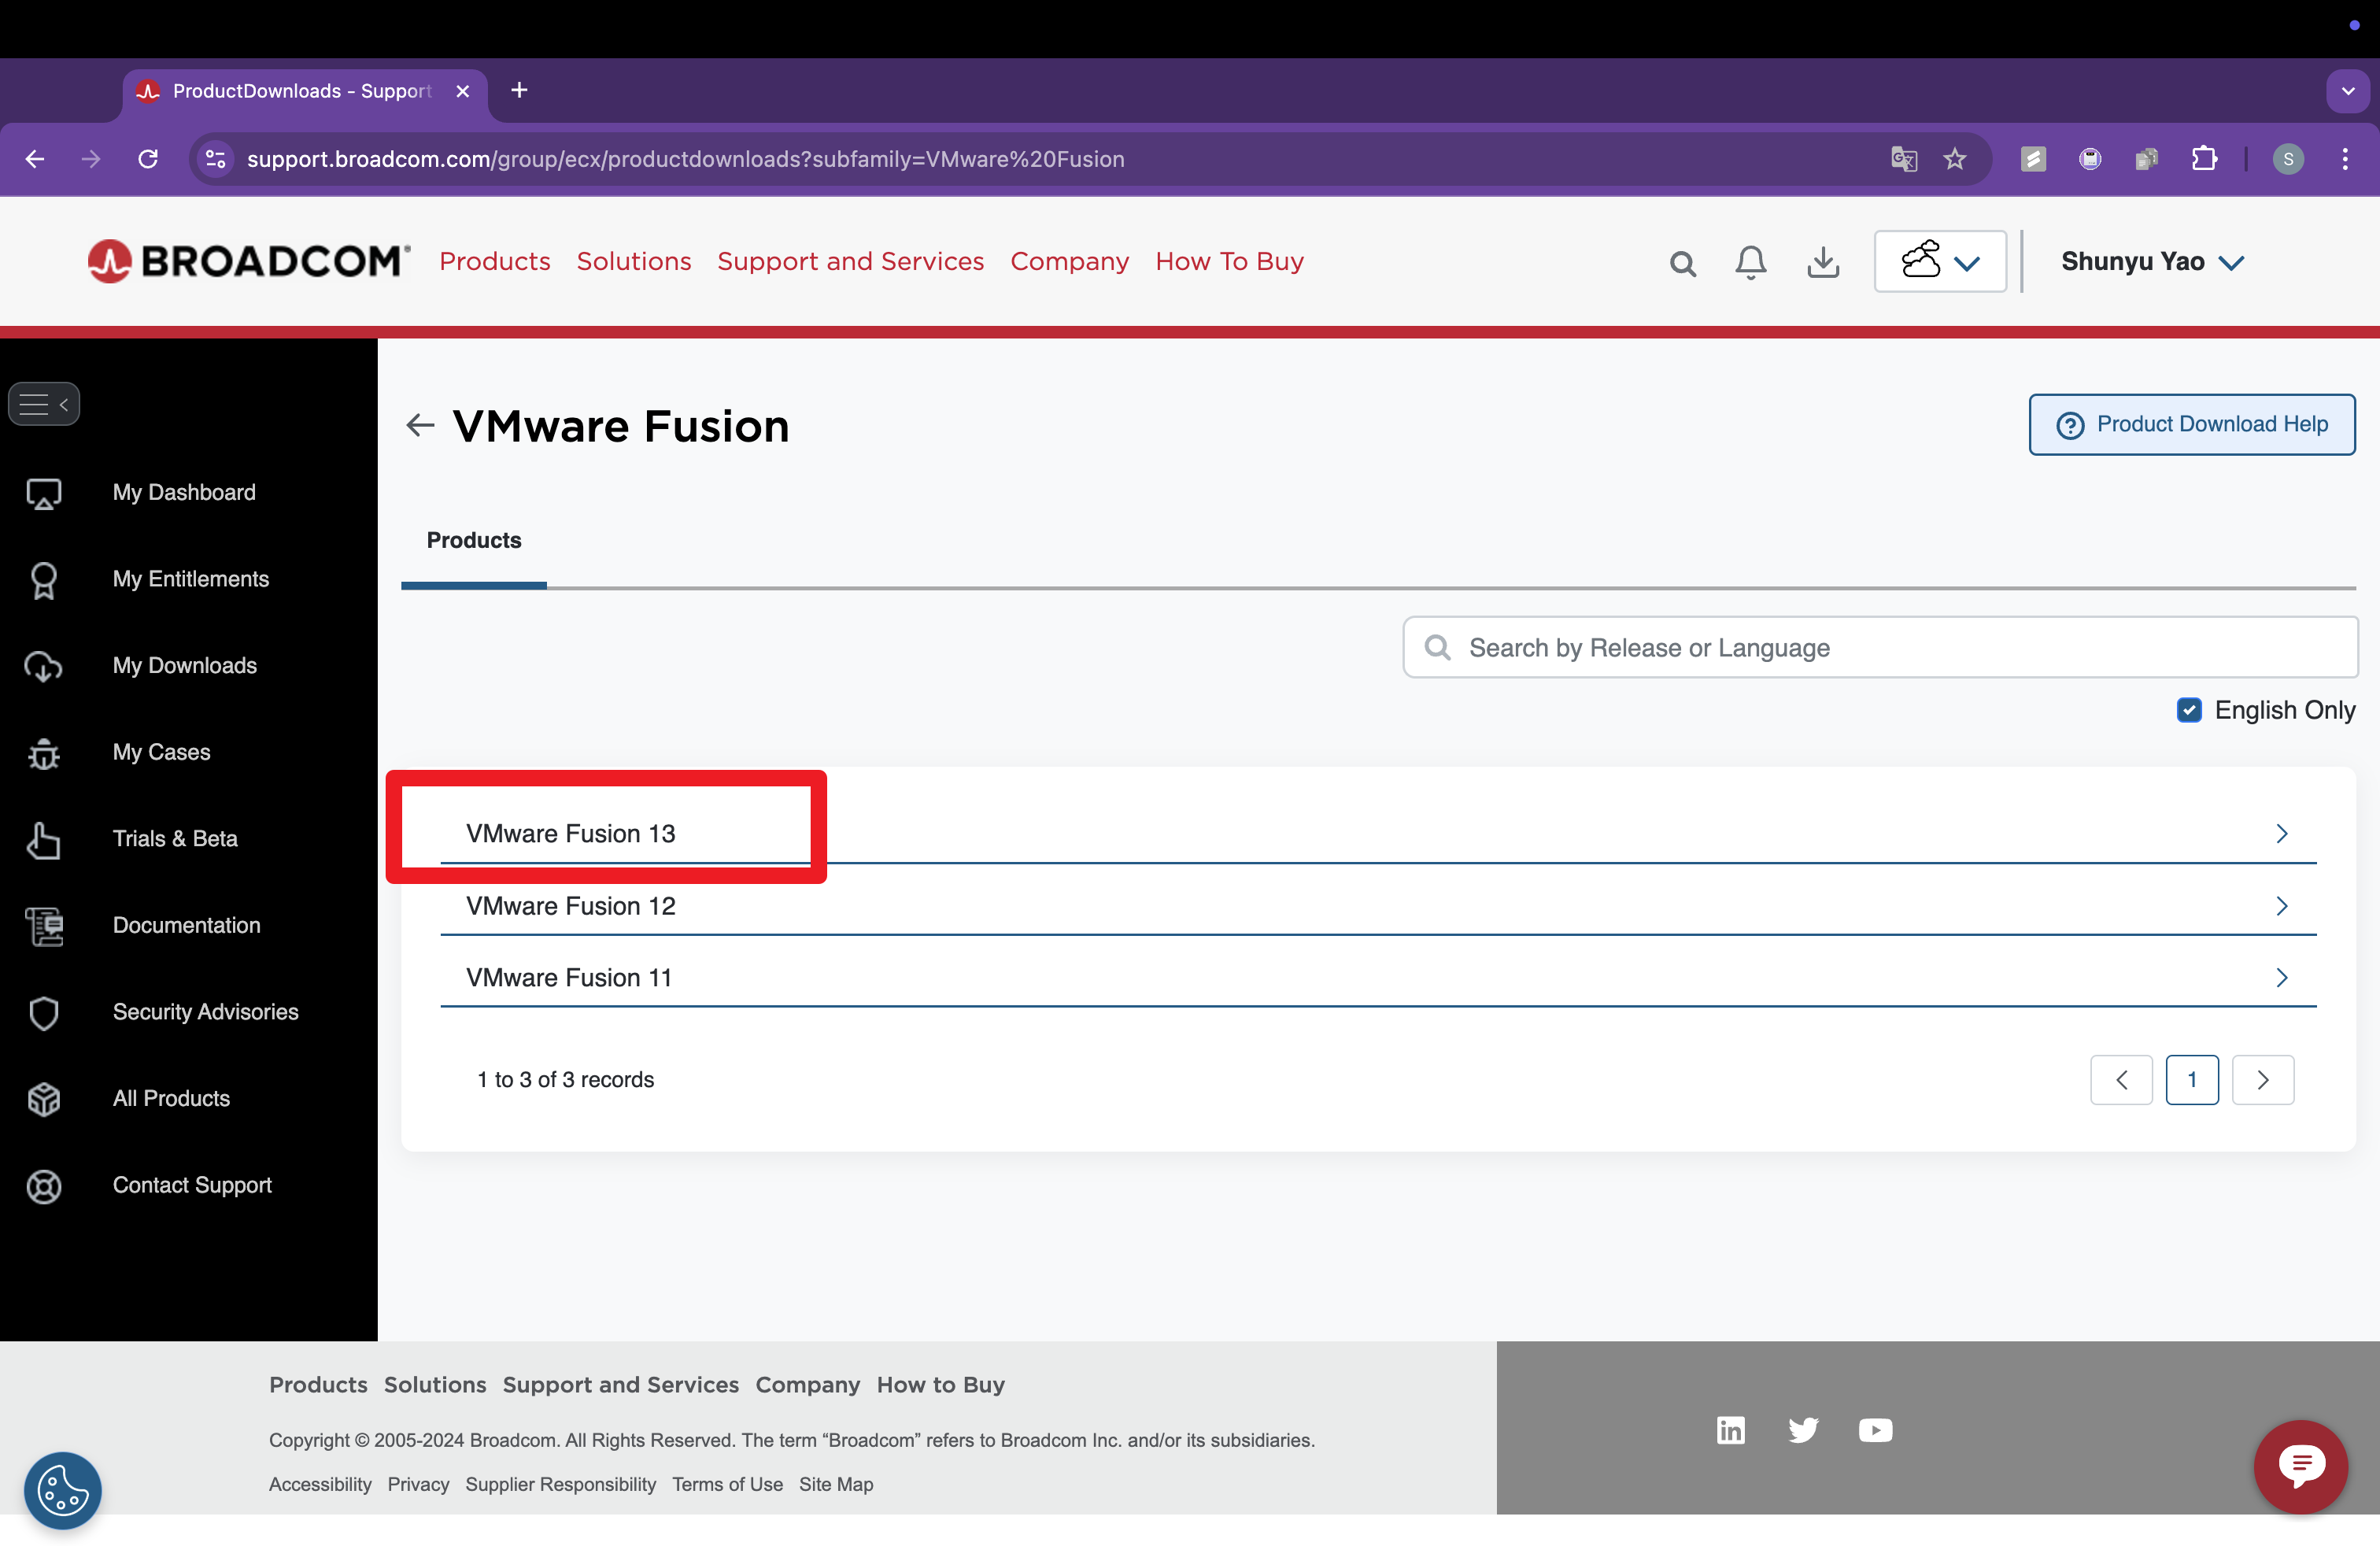 ProductDownloads - Support
support.broadcom.com/group/ecx/productdownloads?subfamily=VMware%20Fusion
S
BROADCOM® Products Solutions Support and Services Company How To Buy
Shunyu Yao
VMware Fusion
Product Download Help
My Dashboard
My Entitlements
My Downloads
My Cases
Trials & Beta
Documentation
Security Advisories
All Products
Contact Support
Products
Search by Release or Language
English Only
VMware Fusion 13
VMware Fusion 12
VMware Fusion 11
1 to 3 of 3 records
1
Products Solutions Support and Services Company How to Buy
Copyright © 2005-2024 Broadcom. All Rights Reserved. The term “Broadcom” refers to Broadcom Inc. and/or its subsidiaries.
Accessibility Privacy Supplier Responsibility Terms of Use Site Map